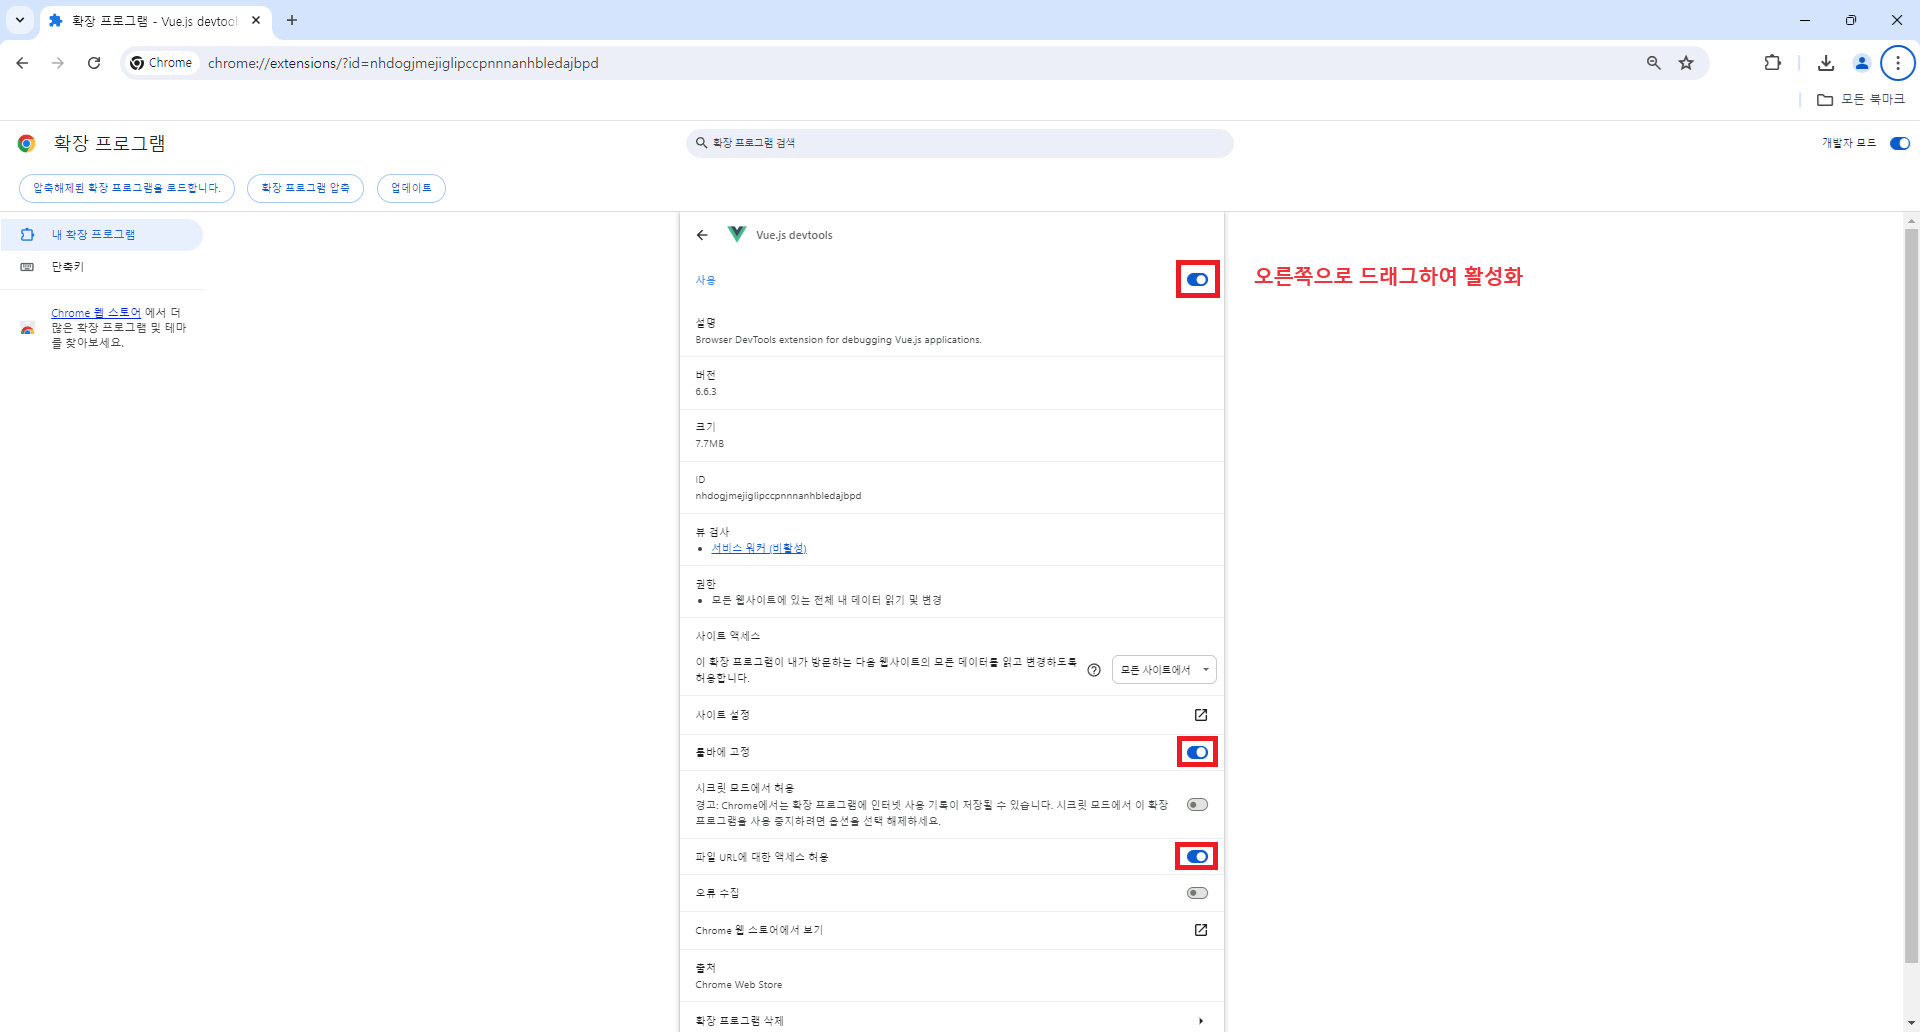 확장 프로그램 - Vue.js devtool
Chrome
chrome://extensions/?id=nhdogjmejiglipccpnnnanhbledajbpd
모든 북마크
확장 프로그램
확장 프로그램 검색
개발자 모드
압축해제된 확장 프로그램을 로드합니다.
확장 프로그램 압축
업데이트
내 확장 프로그램
단축키
Chrome 웹 스토어 에서 더
많은 확장 프로그램 및 테마
를 찾아보세요.
Vue.js devtools
사용
오른쪽으로 드래그하여 활성화
설명
Browser DevTools extension for debugging Vue.js applications.
버전
6.6.3
크기
7.7MB
ID
nhdogjmejiglipccpnnnanhbledajbpd
뷰 검사
서비스 워커 (비활성)
권한
모든 웹사이트에 있는 전체 내 데이터 읽기 및 변경
사이트 액세스
이 확장 프로그램이 내가 방문하는 다음 웹사이트의 모든 데이터를 읽고 변경하도록
허용합니다.
모든 사이트에서
사이트 설정
툴바에 고정
시크릿 모드에서 허용
경고: Chrome에서는 확장 프로그램에 인터넷 사용 기록이 저장될 수 있습니다. 시크릿 모드에서 이 확장
프로그램을 사용 중지하려면 옵션을 선택 해제하세요.
파일 URL에 대한 액세스 허용
오류 수집
Chrome 웹 스토어에서 보기
출처
Chrome Web Store
확장 프로그램 삭제